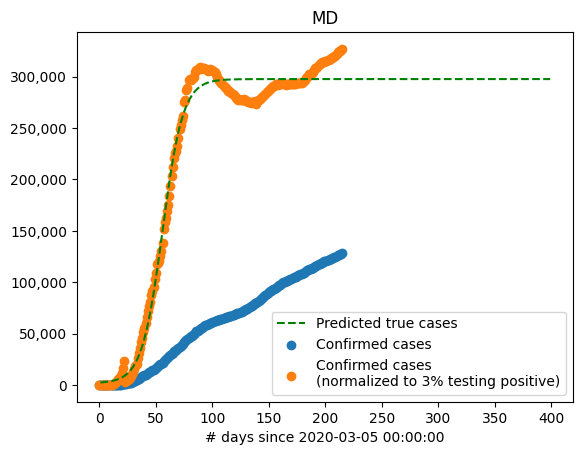 MD
300,000
250,000
200,000
150,000
100,000
50,000
0
Predicted true cases
Confirmed cases
Confirmed cases
(normalized to 3% testing positive)
0 50 100 150 200 250 300 350 400
# days since 2020-03-05 00:00:00